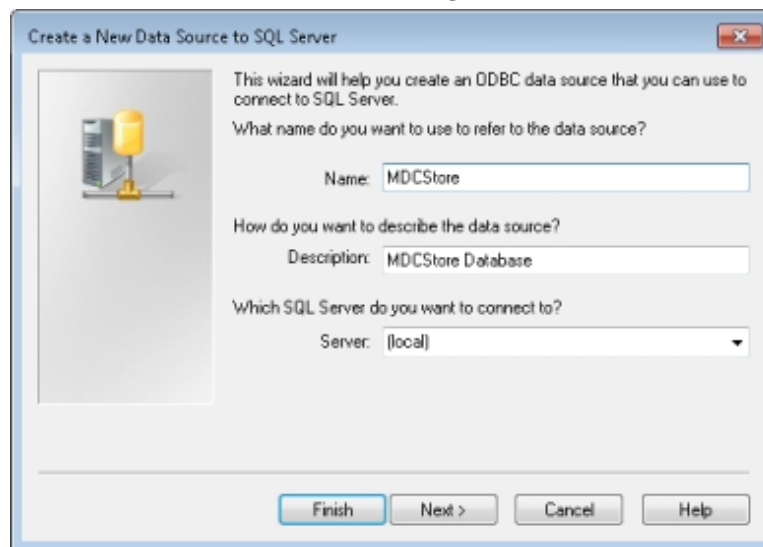 Create a New Data Source to SQL Server
This wizard will help you create an ODBC data source that you can use to
connect to SQL Server.
What name do you want to use to refer to the data source?
Name: MDCStore
How do you want to describe the data source?
Description: MDCStore Database
Which SQL Server do you want to connect to?
Server: (local)
Finish Next > Cancel Help